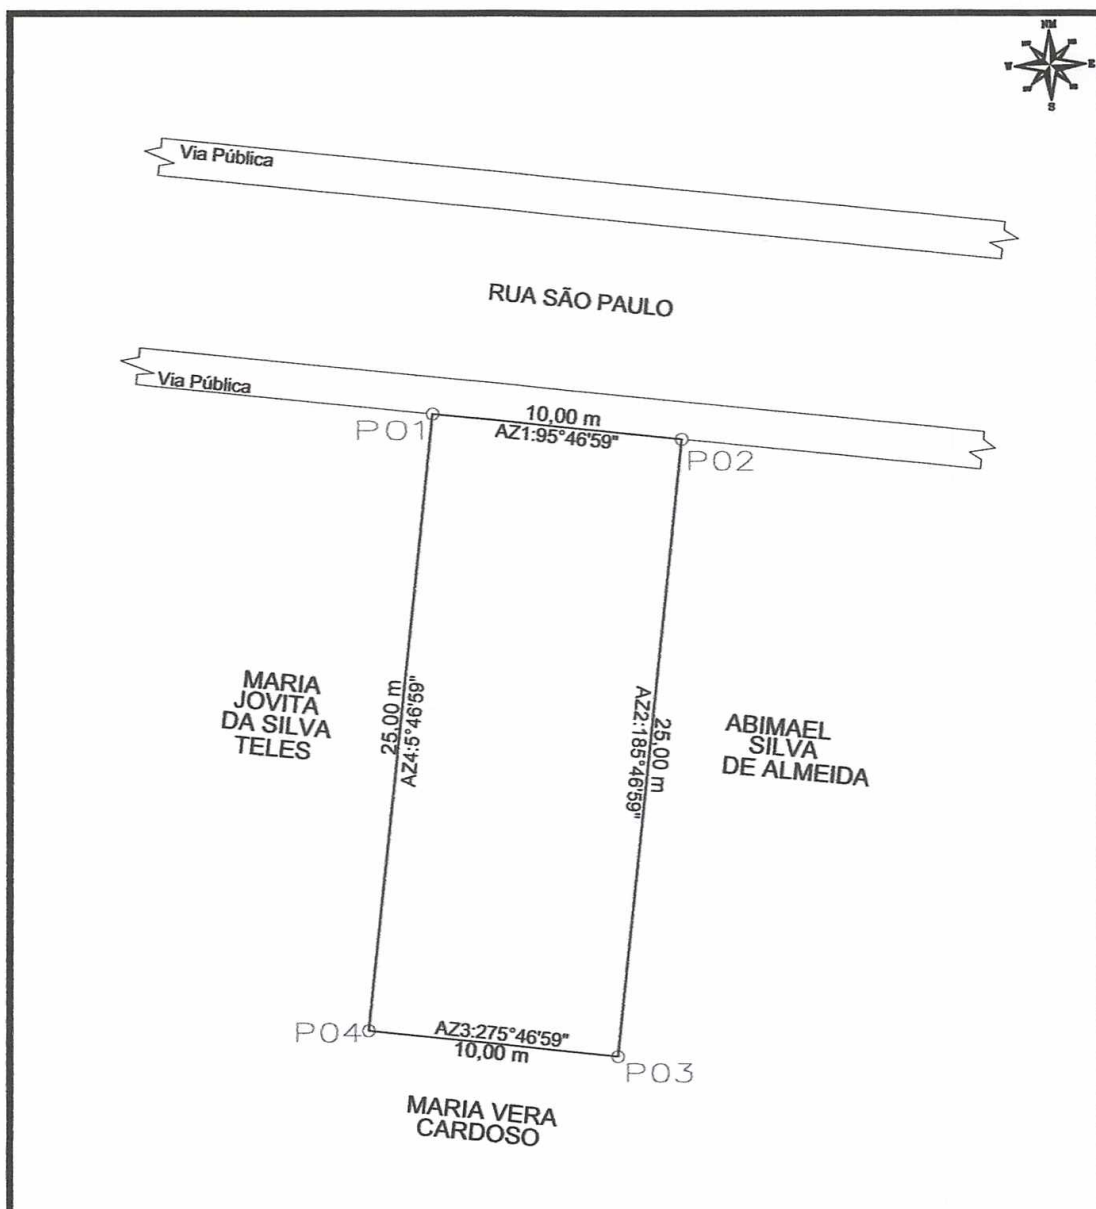 NM
W
E
S
Via Pública
RUA SÃO PAULO
Via Pública
10,00 m
AZ1:95°46'59"
P01
P02
MARIA
JOVITA
DA SILVA
TELES
25,00 m
AZ4:5°46'59"
25,00 m
AZ2:185°46'59"
ABIMAEL
SILVA
DE ALMEIDA
P04
AZ3:275°46'59"
10,00 m
P03
MARIA VERA
CARDOSO